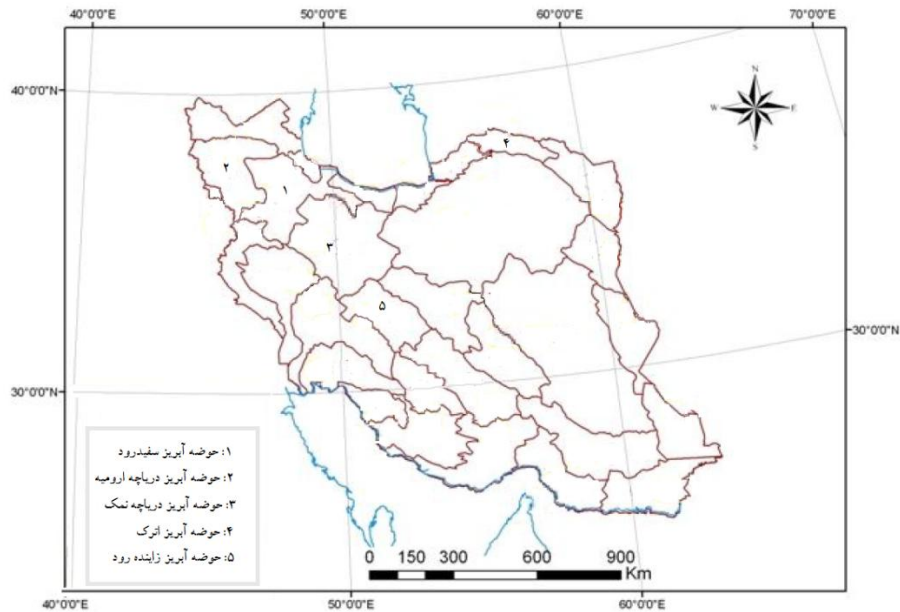 40°0'0"E 50°0'0"E 60°0'0"E 70°0'0"E
40°0'0"N
N
W E
S
۴
۲
۱
۳
۵
30°0'0"N
30°0'0"N
۱: حوضه آبریز سفیدرود
۲: حوضه آبریز دریاچه ارومیه
۳: حوضه آبریز دریاچه نمک
۴: حوضه آبریز اترک
۵: حوضه آبریز زاینده رود
0 150 300 600 900
Km
40°0'0"E 50°0'0"E 60°0'0"E